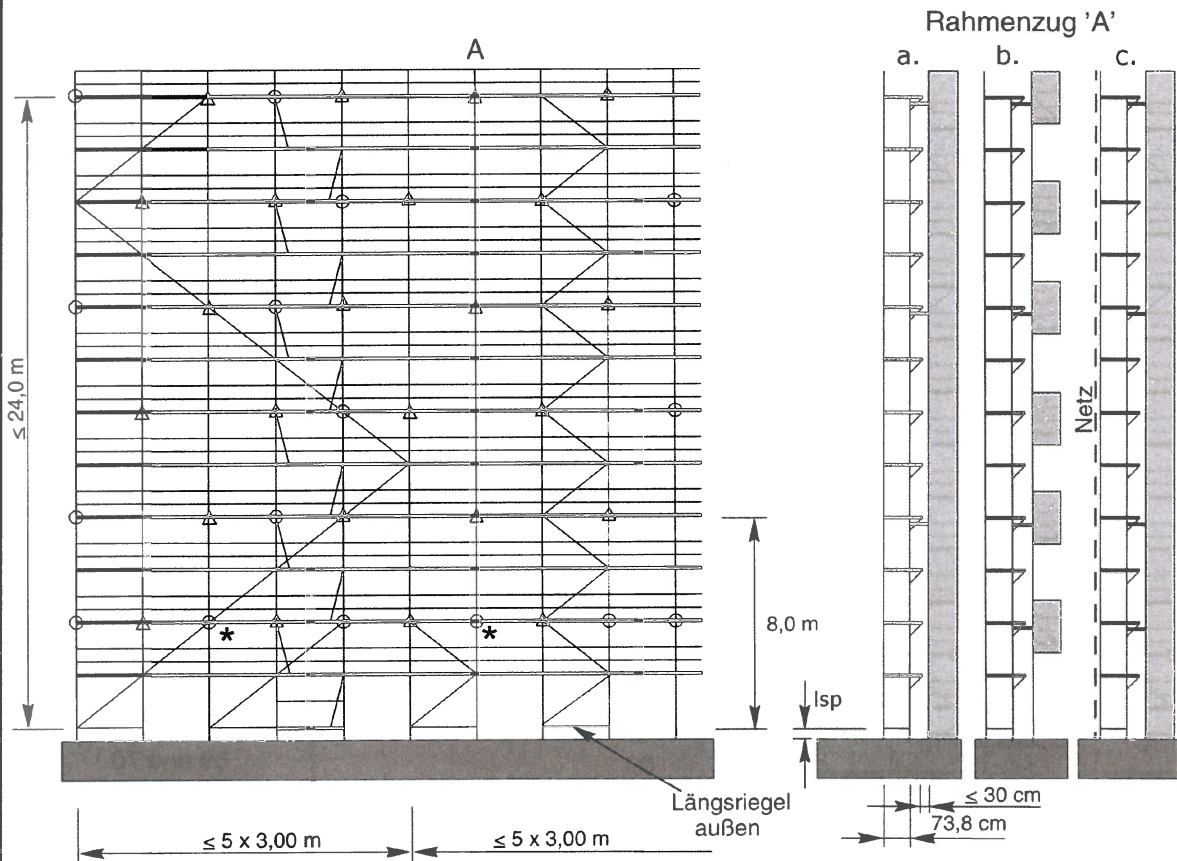 Rahmenzug 'A'
A
a.
b.
c.
≤ 24,0 m
Netz
8,0 m
lsp
Längsriegel
außen
*
*
≤ 30 cm
73,8 cm
≤ 5 x 3,00 m
≤ 5 x 3,00 m